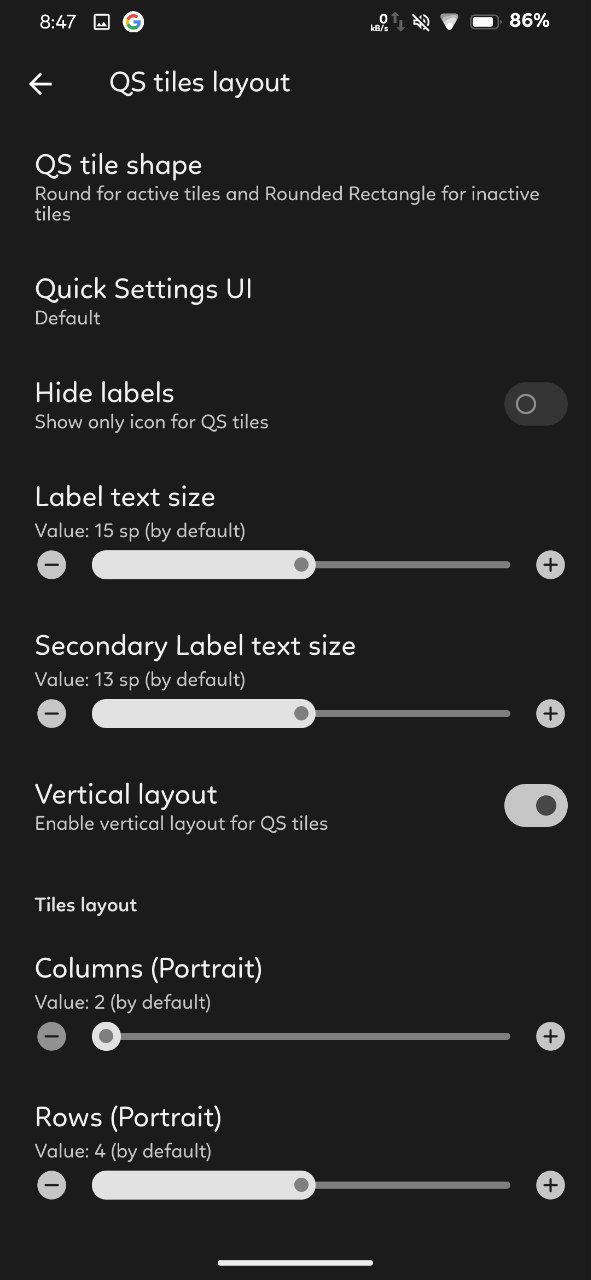 8:47 0 kB/s 86%
QS tiles layout
QS tile shape
Round for active tiles and Rounded Rectangle for inactive
tiles
Quick Settings UI
Default
Hide labels
Show only icon for QS tiles
Label text size
Value: 15 sp (by default)
Secondary Label text size
Value: 13 sp (by default)
Vertical layout
Enable vertical layout for QS tiles
Tiles layout
Columns (Portrait)
Value: 2 (by default)
Rows (Portrait)
Value: 4 (by default)